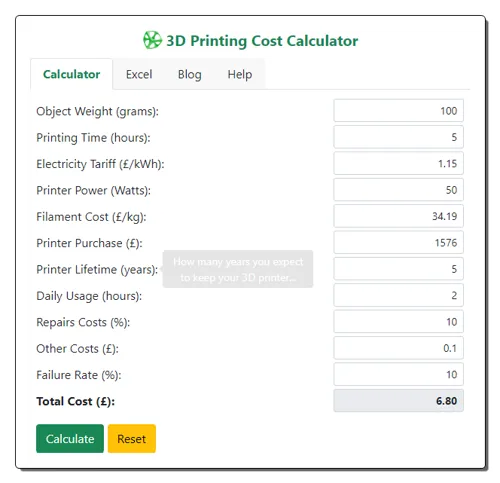 3D Printing Cost Calculator
Calculator Excel Blog Help
Object Weight (grams): 100
Printing Time (hours): 5
Electricity Tariff (£/kWh): 1.15
Printer Power (Watts): 50
Filament Cost (£/kg): 34.19
Printer Purchase (£): 1576
How many years you expect
to keep your 3D printer...
Printer Lifetime (years): 5
Daily Usage (hours): 2
Repairs Costs (%): 10
Other Costs (£): 0.1
Failure Rate (%): 10
Total Cost (£): 6.80
Calculate Reset